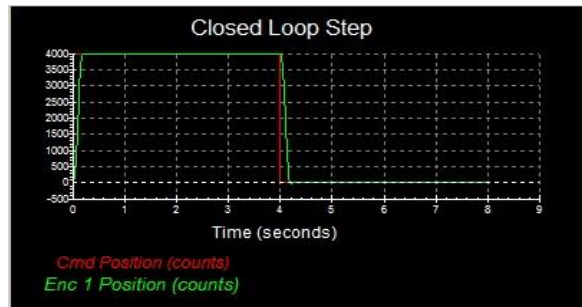 Closed Loop Step
4000
3500
3000
2500
2000
1500
1000
500
0
-500
0 1 2 3 4 5 6 7 8 9
Time (seconds)
Cmd Position (counts)
Enc 1 Position (counts)